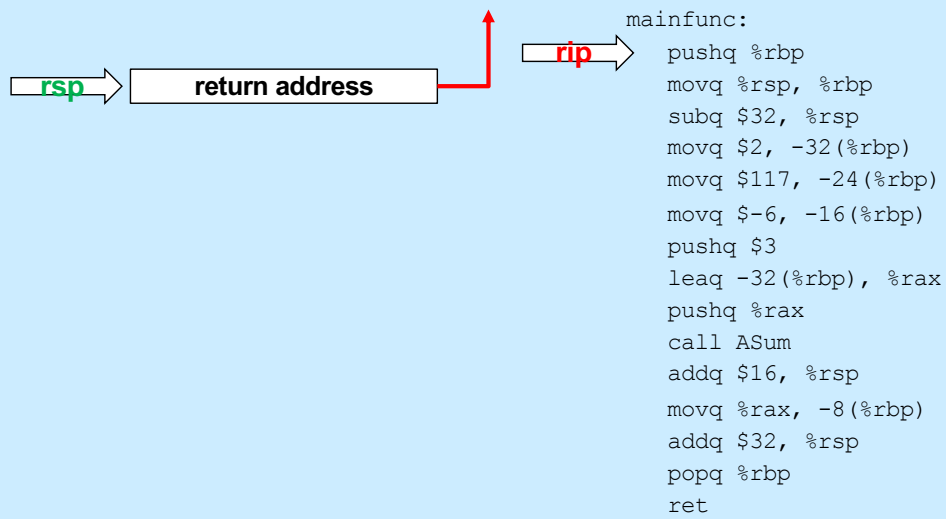 mainfunc:
rip
pushq %rbp
rsp
return address
movq %rsp, %rbp
subq $32, %rsp
movq $2, -32(%rbp)
movq $117, -24(%rbp)
movq $-6, -16(%rbp)
pushq $3
leaq -32(%rbp), %rax
pushq %rax
call ASum
addq $16, %rsp
movq %rax, -8(%rbp)
addq $32, %rsp
popq %rbp
ret